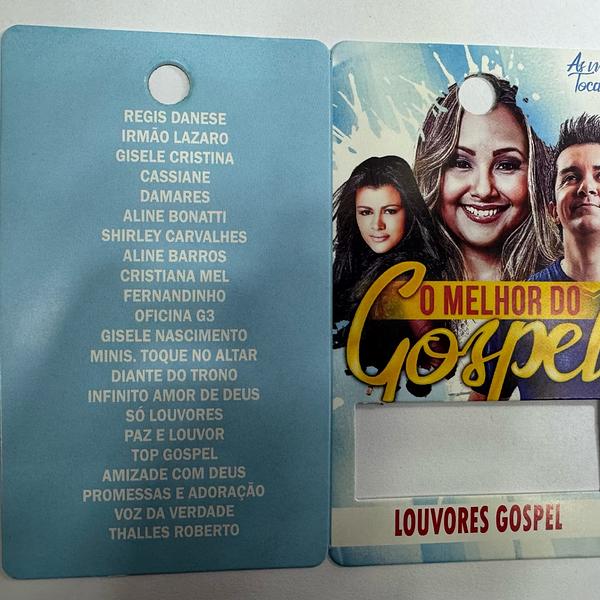 REGIS DANESE
IRMÃO LAZARO
GISELE CRISTINA
CASSIANE
DAMARES
ALINE BONATTI
SHIRLEY CARVALHES
ALINE BARROS
CRISTIANA MEL
FERNANDINHO
OFICINA G3
GISELE NASCIMENTO
MINIS. TOQUE NO ALTAR
DIANTE DO TRONO
INFINITO AMOR DE DEUS
SÓ LOUVORES
PAZ E LOUVOR
TOP GOSPEL
AMIZADE COM DEUS
PROMESSAS E ADORAÇÃO
VOZ DA VERDADE
THALLES ROBERTO
O MELHOR DO
Gospel
LOUVORES GOSPEL